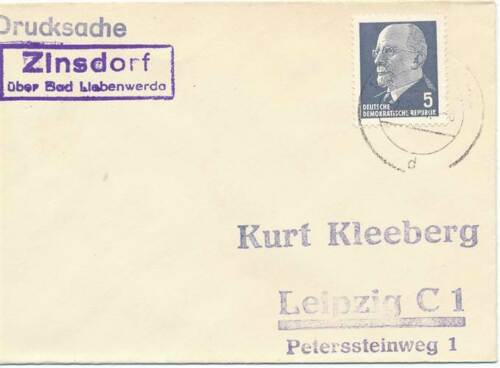 Drucksache
Zinsdorf
über Bad Liebenwerda
5
DEUTSCHE
DEMOKRATISCHE REPUBLIK
d
Kurt Kleeberg
Leipzig C 1
Peterssteinweg 1